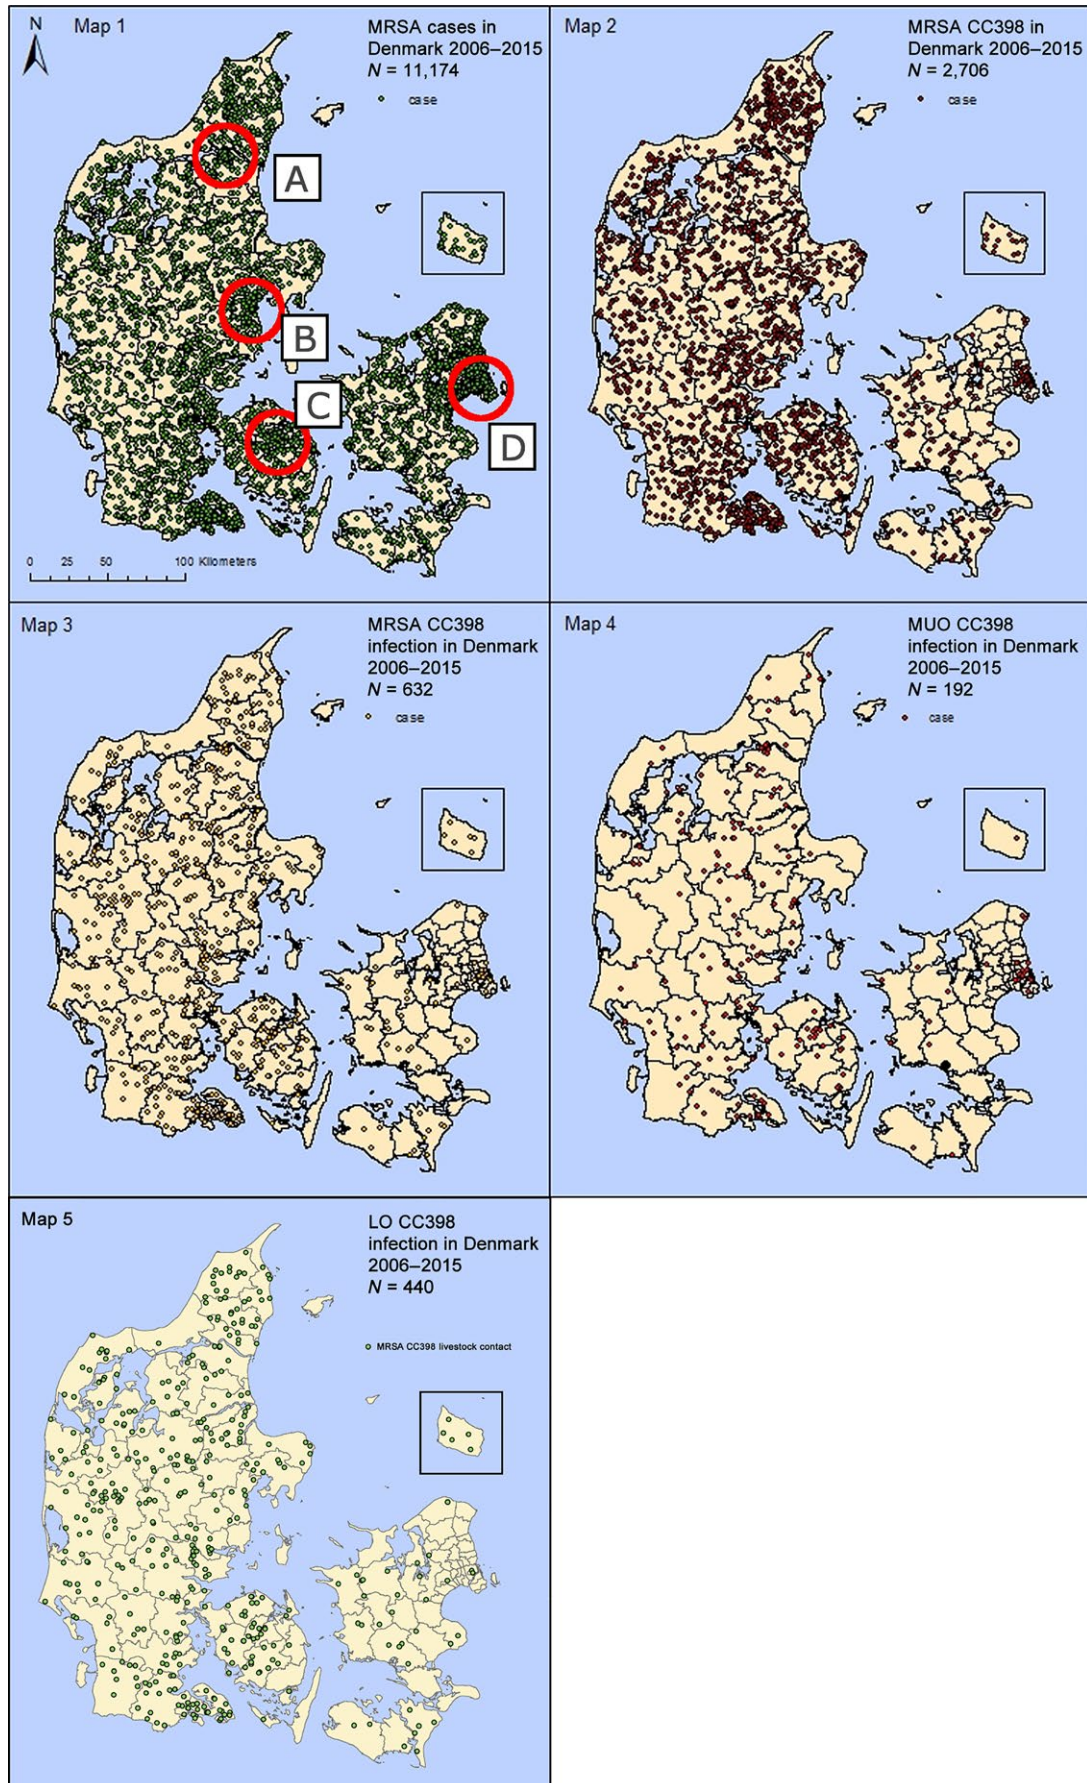 N
Map 1
MRSA cases in
Denmark 2006–2015
N = 11,174
case
A
B
C
D
0 25 50 100 Kilometers
Map 2
MRSA CC398 in
Denmark 2006–2015
N = 2,706
case
Map 3
MRSA CC398
infection in Denmark
2006–2015
N = 632
case
Map 4
MUO CC398
infection in Denmark
2006–2015
N = 192
case
Map 5
LO CC398
infection in Denmark
2006–2015
N = 440
MRSA CC398 livestock contact